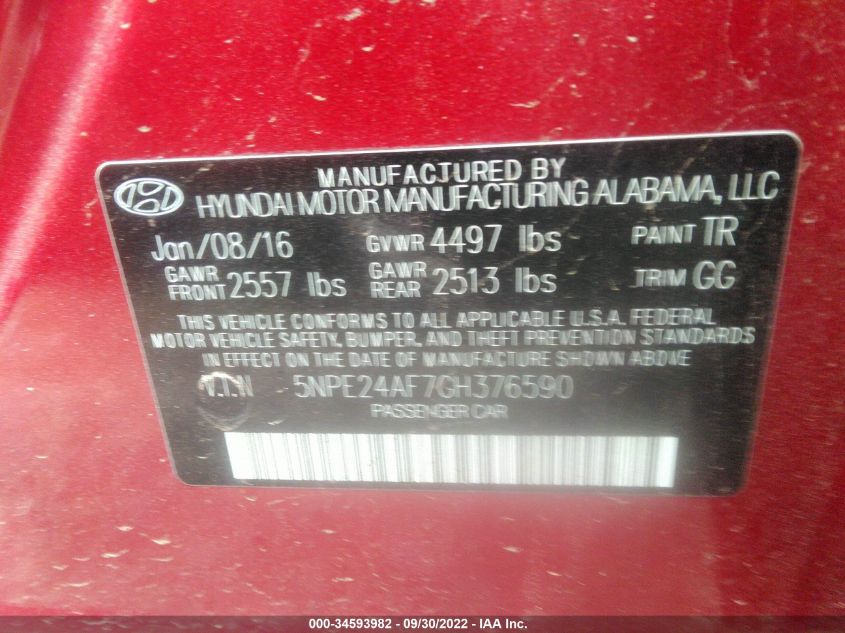 MANUFACTURED BY
HYUNDAI MOTOR MANUFACTURING ALABAMA, LLC
Jan/08/16 GVWR 4497 lbs PAINT TR
GAWR FRONT 2557 lbs GAWR REAR 2513 lbs TRIM GG
THIS VEHICLE CONFORMS TO ALL APPLICABLE U.S.A. FEDERAL
MOTOR VEHICLE SAFETY, BUMPER, AND THEFT PREVENTION STANDARDS
IN EFFECT ON THE DATE OF MANUFACTURE SHOWN ABOVE.
V.I.N 5NPE24AF7GH376590
PASSENGER CAR
000-34593982 - 09/30/2022 - IAA Inc.